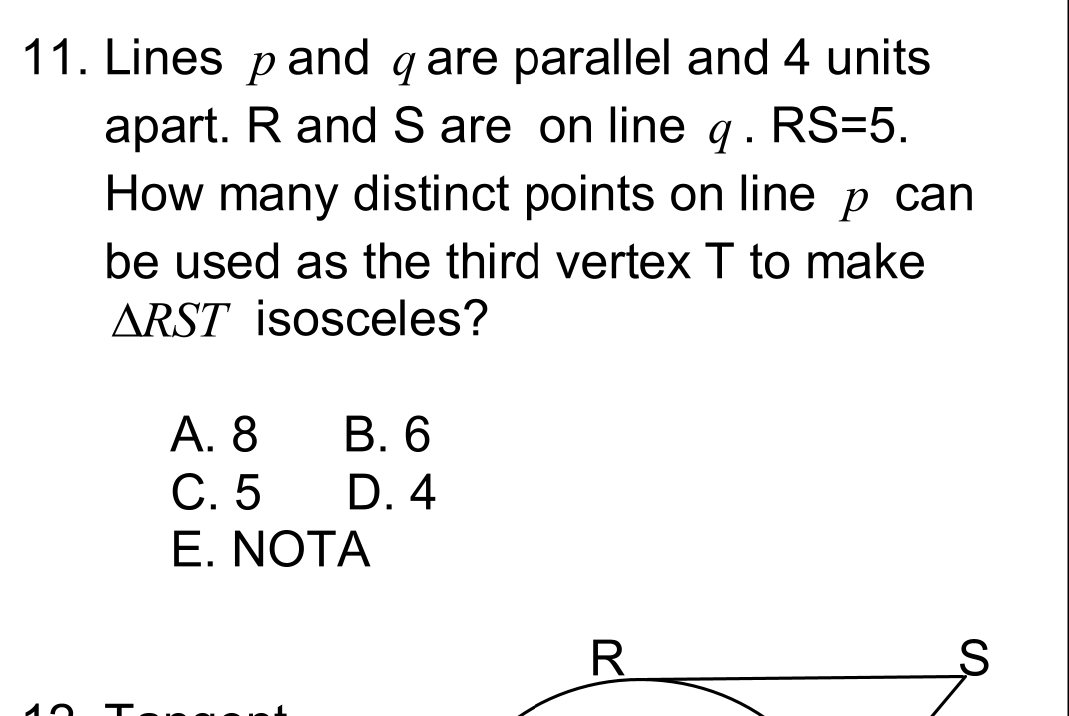 11. Lines p and q are parallel and 4 units
apart. R and S are on line q. RS=5.
How many distinct points on line p can
be used as the third vertex T to make
ΔRST isosceles?
A. 8 B. 6
C. 5 D. 4
E. NOTA
R S
12. Tangent